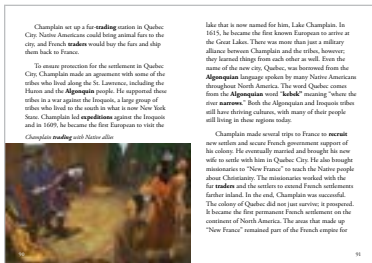 Champlain set up a fur-trading station in Quebec
City. Native Americans could bring animal furs to the
city, and French traders would buy the furs and ship
them back to France.
To ensure protection for the settlement in Quebec
City, Champlain made an agreement with some of the
tribes who lived along the St. Lawrence, including the
Huron and the Algonquin people. He supported these
tribes in a war against the Iroquois, a large group of
tribes who lived to the south in what is now New York
State. Champlain led expeditions against the Iroquois
and in 1609, he became the first European to visit the
Champlain trading with Native allies
lake that is now named for him, Lake Champlain. In
1615, he became the first known European to arrive at
the Great Lakes. There was more than just a military
alliance between Champlain and the tribes, however;
they learned things from each other as well. Even the
name of the new city, Quebec, was borrowed from the
Algonquian language spoken by many Native Americans
throughout North America. The word Quebec comes
from the Algonquian word "kebek" meaning "where the
river narrows." Both the Algonquian and Iroquois tribes
still have thriving cultures, with many of their people
still living in these regions today.
Champlain made several trips to France to recruit
new settlers and secure French government support of
his colony. He eventually married and brought his new
wife to settle with him in Quebec City. He also brought
missionaries to "New France" to teach the Native people
about Christianity. The missionaries worked with the
fur traders and the settlers to extend French settlements
farther inland. In the end, Champlain was successful.
The colony of Quebec did not just survive; it prospered.
It became the first permanent French settlement on the
continent of North America. The areas that made up
"New France" remained part of the French empire for